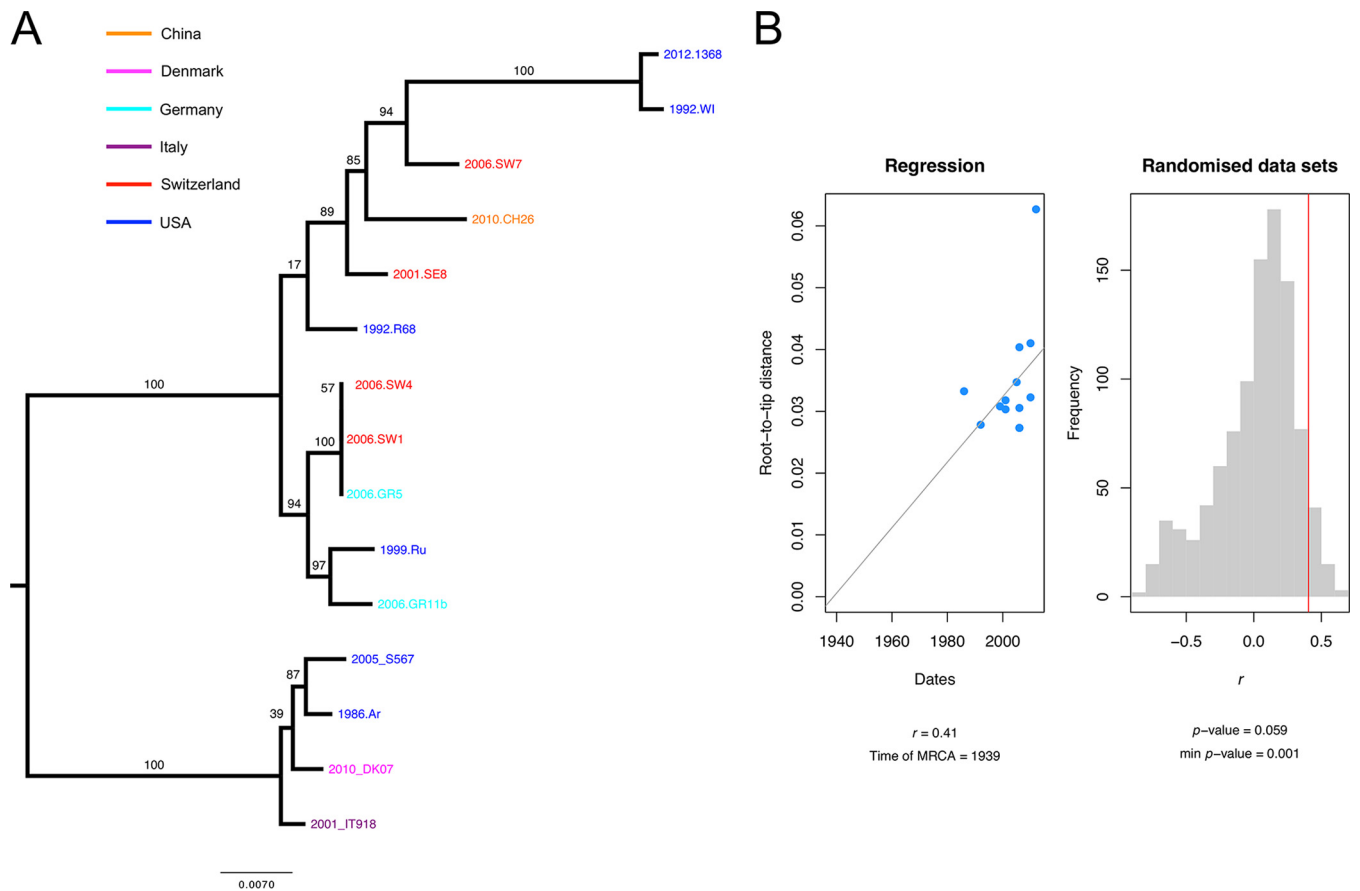 A
China
Denmark
Germany
Italy
Switzerland
USA
100
2012.1368
1992.WI
94
2006.SW7
85
2010.CH26
89
2001.SE8
17
1992.R68
100
57
2006.SW4
100
2006.SW1
2006.GR5
94
1999.Ru
97
2006.GR11b
2005_S567
87
1986.Ar
39
2010_DK07
100
2001_IT918
0.0070
B
Regression
Root-to-tip distance
0.06
0.05
0.04
0.03
0.02
0.01
0.00
1940 1960 1980 2000
Dates
r = 0.41
Time of MRCA = 1939
Randomised data sets
Frequency
150
100
50
0
−0.5 0.0 0.5
r
p-value = 0.059
min p-value = 0.001